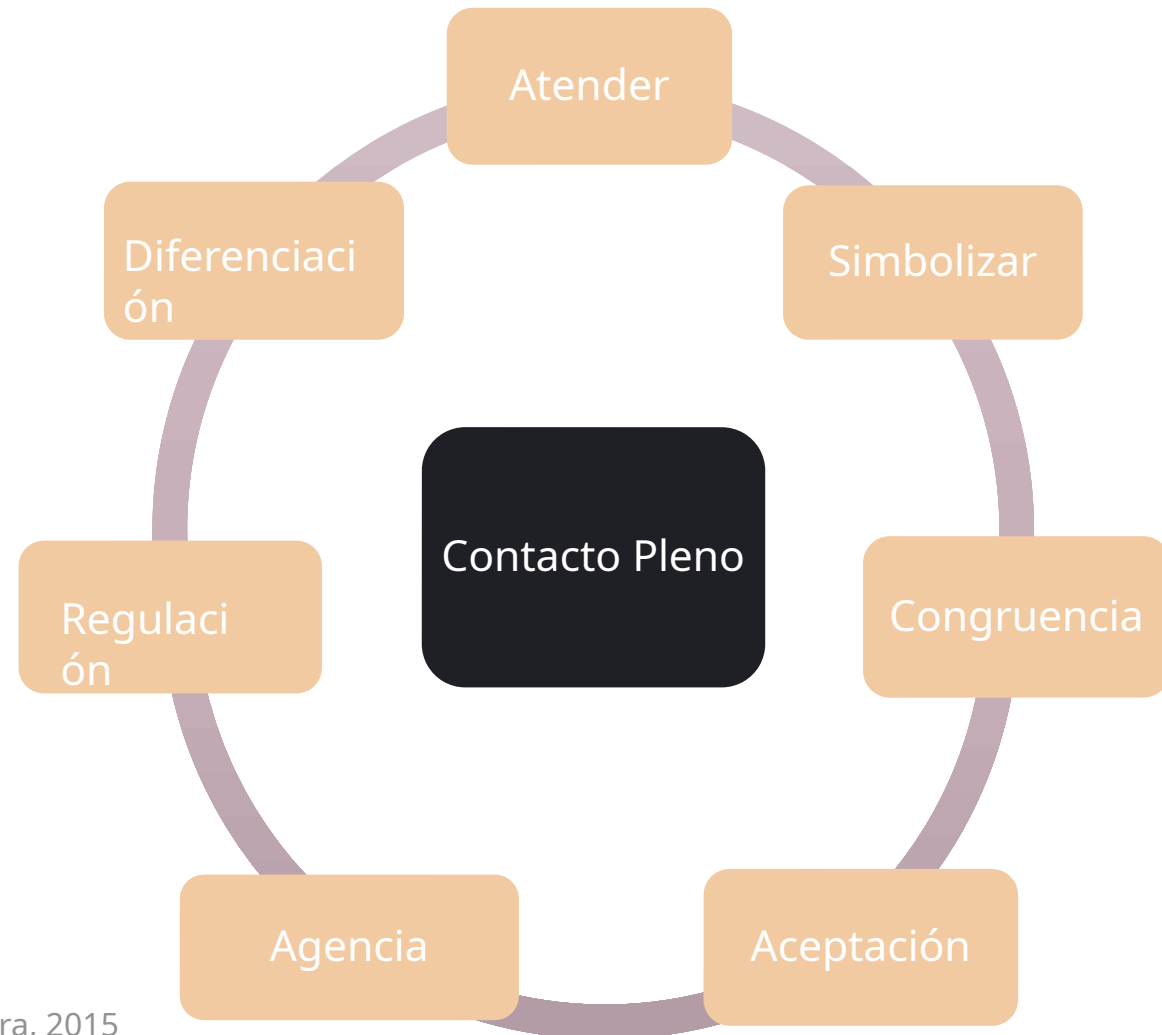 Atender
Simbolizar
Diferenciaci
ón
Contacto Pleno
Congruencia
Regulaci
ón
Aceptación
Agencia
ra, 2015